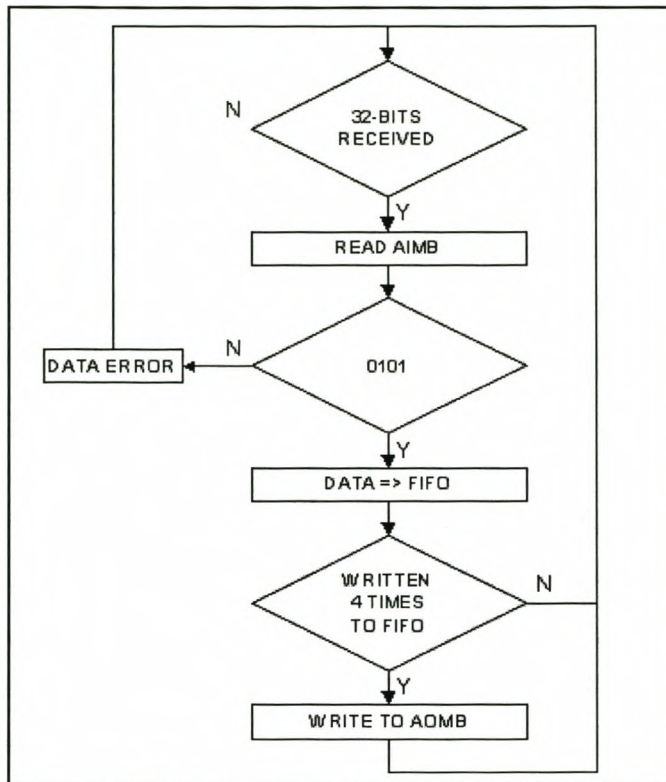 N
32-BITS
RECEIVED
Y
READ AIMB
N
DATA ERROR
0101
Y
DATA => FIFO
WRITTEN
4 TIMES
TO FIFO
N
Y
WRITE TO AOMB